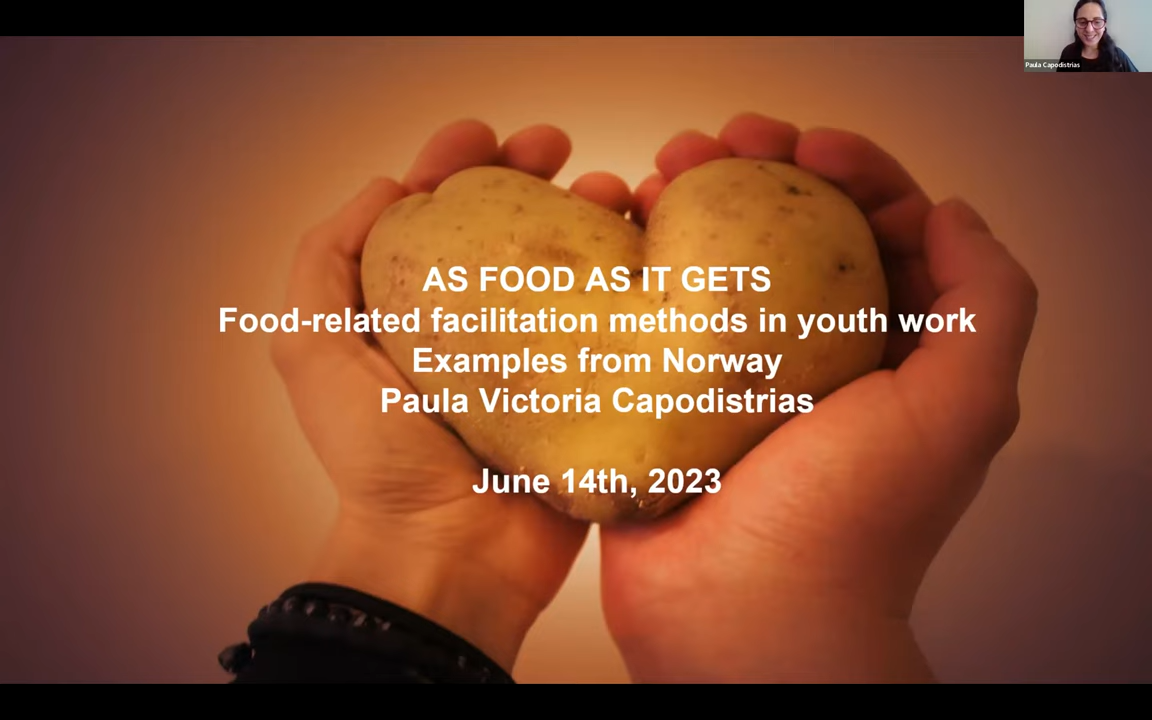 Paula Capodistrias
AS FOOD AS IT GETS
Food-related facilitation methods in youth work
Examples from Norway
Paula Victoria Capodistrias
June 14th, 2023